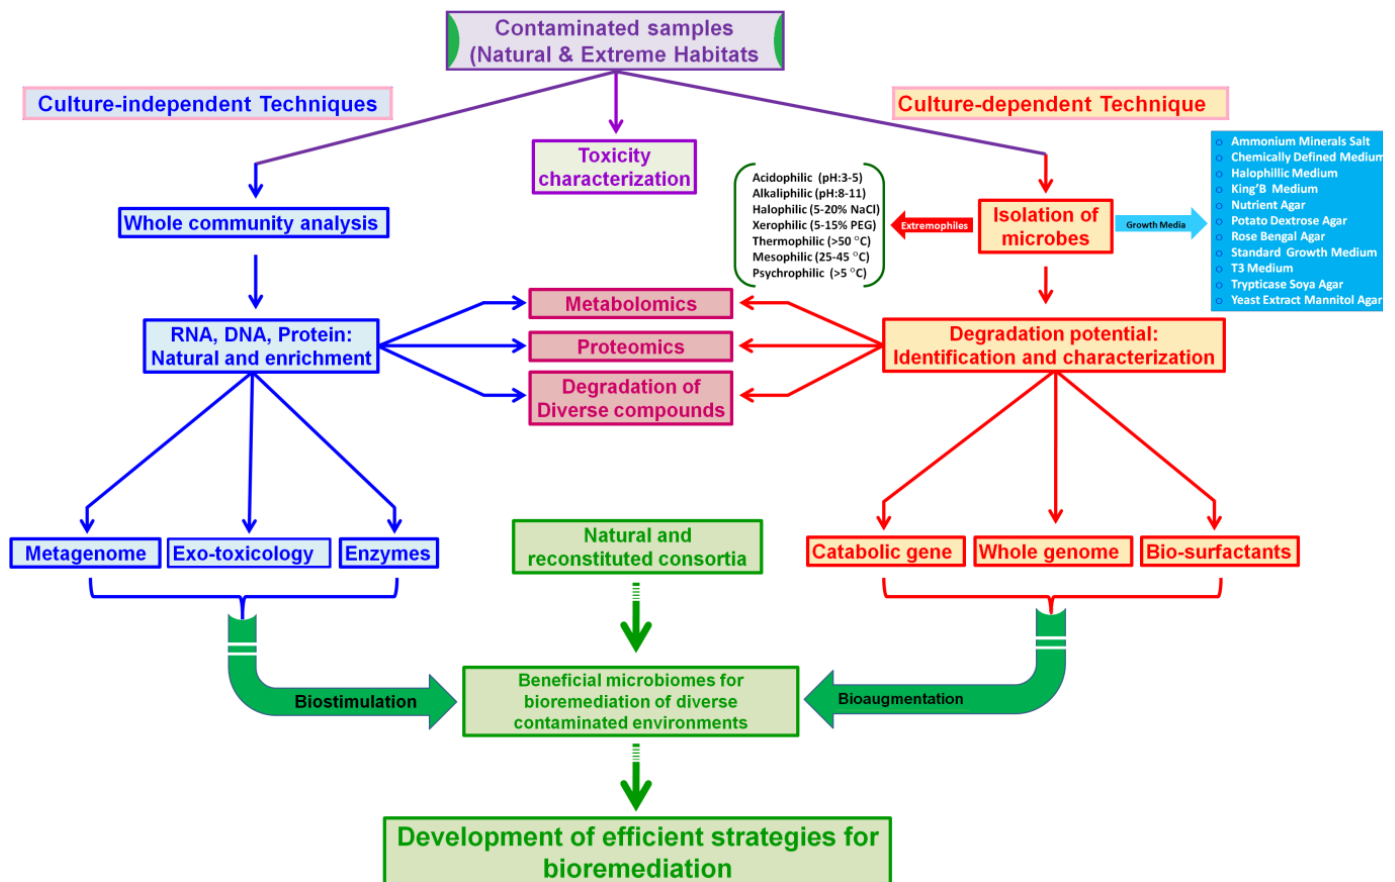 Contaminated samples
(Natural & Extreme Habitats
Culture-independent Techniques
Culture-dependent Technique
Toxicity
characterization
Whole community analysis
Acidophilic (pH:3-5)
Alkaliphilic (pH:8-11)
Halophilic (5-20% NaCl)
Xerophilic (5-15% PEG)
Thermophilic (>50 °C)
Mesophilic (25-45 °C)
Psychrophilic (>5 °C)
Extremophiles
Isolation of
microbes
Growth Media
Ammonium Minerals Salt
Chemically Defined Medium
Halophillic Medium
King'B Medium
Nutrient Agar
Potato Dextrose Agar
Rose Bengal Agar
Standard Growth Medium
T3 Medium
Trypticase Soya Agar
Yeast Extract Mannitol Agar
RNA, DNA, Protein:
Natural and enrichment
Metabolomics
Proteomics
Degradation of
Diverse compounds
Degradation potential:
Identification and characterization
Metagenome
Exo-toxicology
Enzymes
Natural and
reconstituted consortia
Catabolic gene
Whole genome
Bio-surfactants
Biostimulation
Beneficial microbiomes for
bioremediation of diverse
contaminated environments
Bioaugmentation
Development of efficient strategies for
bioremediation